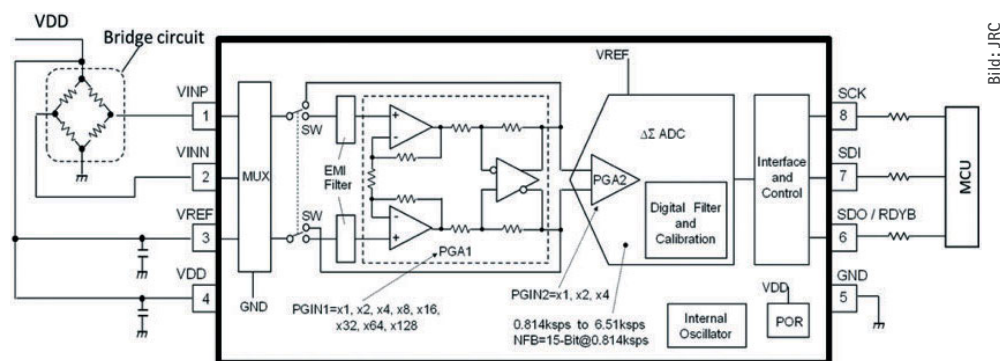 VDD
Bridge circuit
VINP
1
VINN
2
VREF
3
VDD
4
MUX
GND
SW
SW
EMI
Filter
PGA1
PGIN1=x1, x2, x4, x8, x16,
x32, x64, x128
VREF
ΔΣ ADC
PGA2
Digital Filter
and
Calibration
PGIN2=x1, x2, x4
0.814ksps to 6.51ksps
NFB=15-Bit@0.814ksps
Internal
Oscillator
VDD
POR
Interface
and
Control
SCK
8
SDI
7
SDO / RDYB
6
GND
5
MCU
Bild: JRC